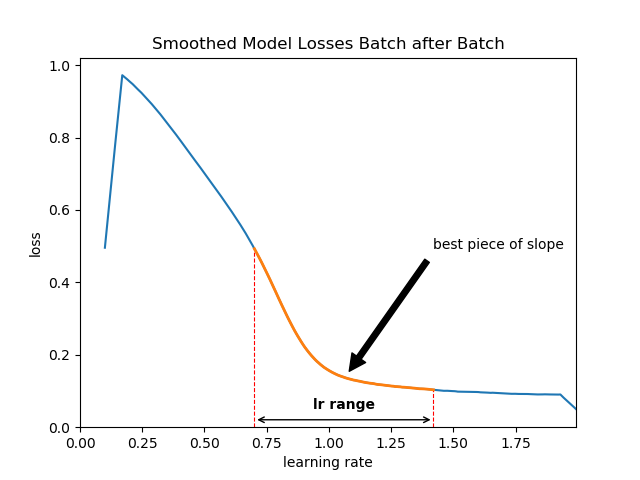 Smoothed Model Losses Batch after Batch
1.0
0.8
0.6
0.4
0.2
0.0
loss
best piece of slope
lr range
0.00 0.25 0.50 0.75 1.00 1.25 1.50 1.75
learning rate